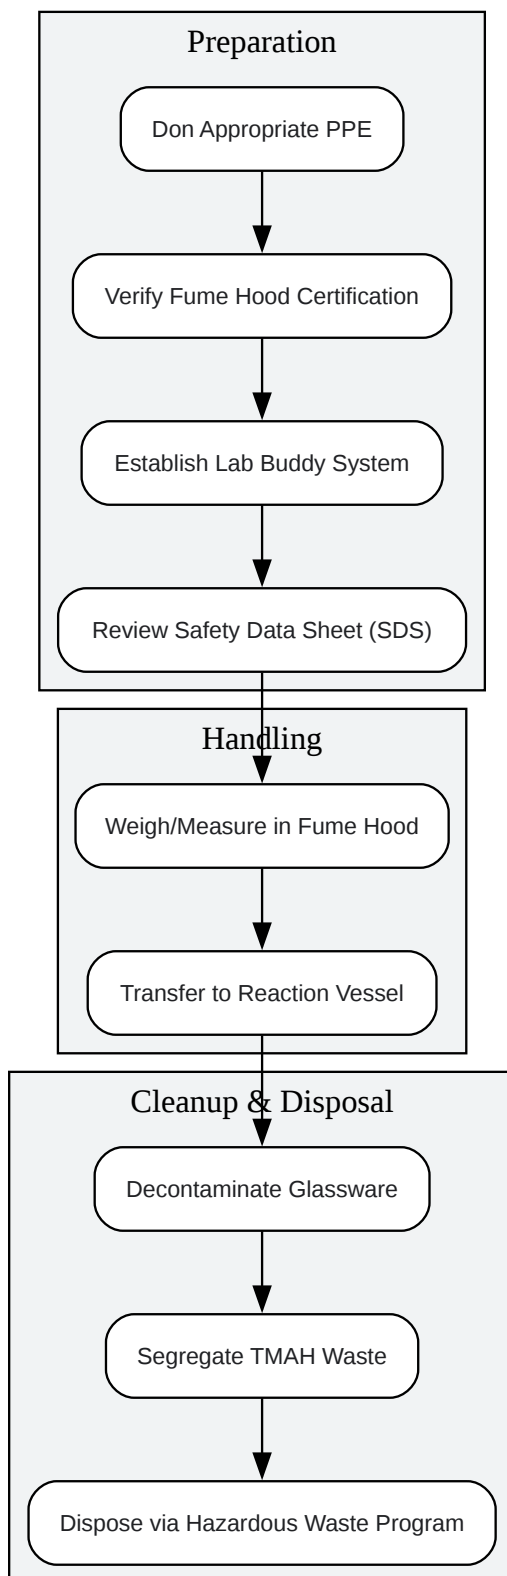 Preparation
Don Appropriate PPE
Verify Fume Hood Certification
Establish Lab Buddy System
Review Safety Data Sheet (SDS)
Handling
Weigh/Measure in Fume Hood
Transfer to Reaction Vessel
Cleanup & Disposal
Decontaminate Glassware
Segregate TMAH Waste
Dispose via Hazardous Waste Program